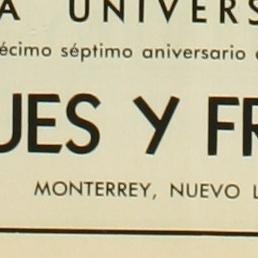 A UNIVERS
écimo séptimo aniversario
UES Y FR
MONTERREY, NUEVO L